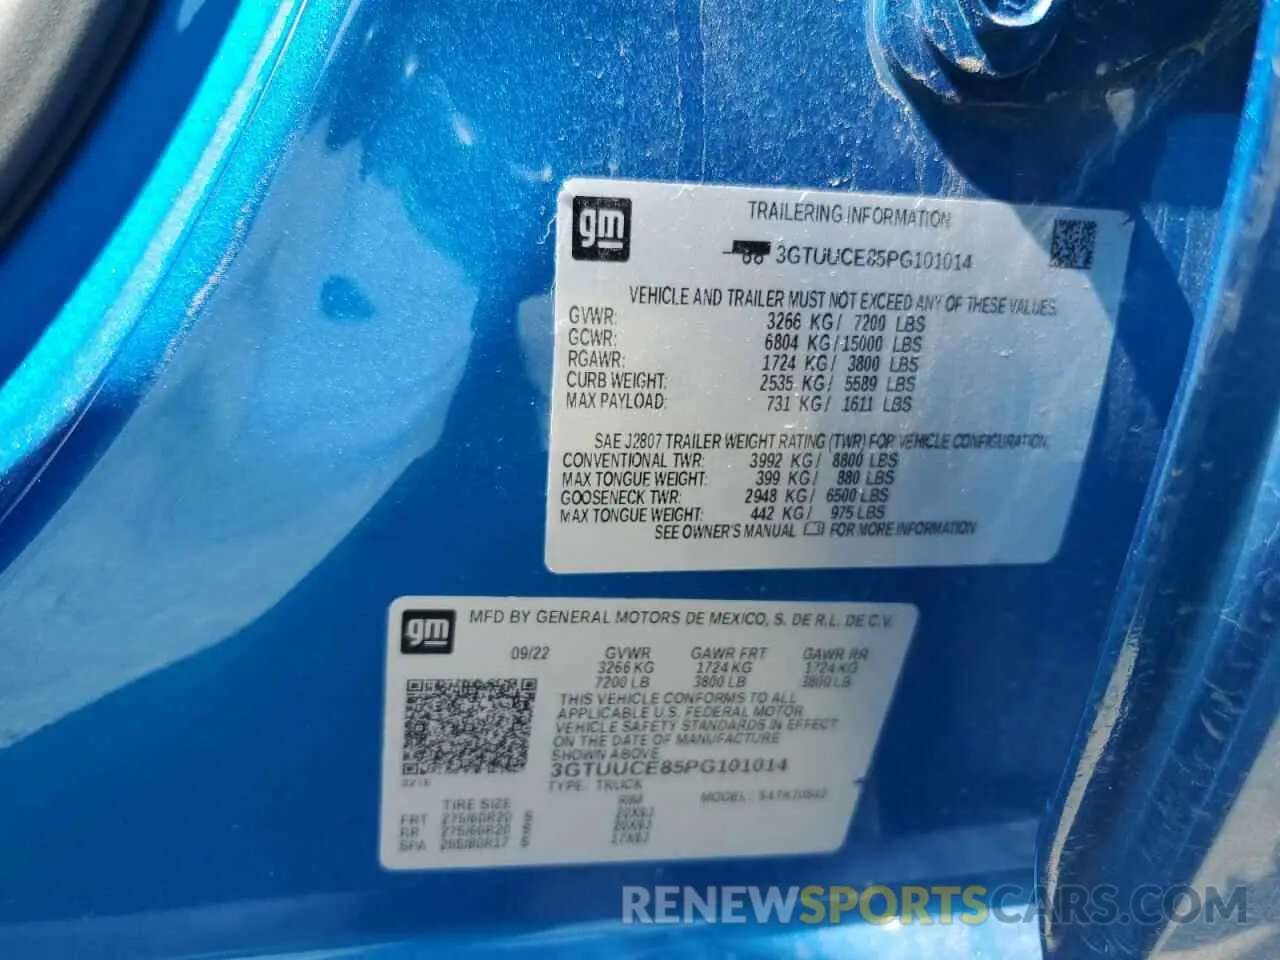 gm
TRAILERING INFORMATION
3GTUUCE85PG101014
VEHICLE AND TRAILER MUST NOT EXCEED ANY OF THESE VALUES.
GVWR: 3266 KG/ 7200 LBS
GCWR: 6804 KG/15000 LBS
RGAWR: 1724 KG/ 3800 LBS
CURB WEIGHT: 2535 KG/ 5589 LBS
MAX PAYLOAD: 731 KG/ 1611 LBS
SAE J2807 TRAILER WEIGHT RATING (TWR) FOR VEHICLE CONFIGURATION.
CONVENTIONAL TWR: 3992 KG/ 8800 LBS
MAX TONGUE WEIGHT: 399 KG/ 880 LBS
GOOSENECK TWR: 2948 KG/ 6500 LBS
MAX TONGUE WEIGHT: 442 KG/ 975 LBS
SEE OWNER'S MANUAL FOR MORE INFORMATION
gm
MFD BY GENERAL MOTORS DE MEXICO, S. DE R.L. DE C.V.
09/22 GVWR GAWR FRT GAWR RR
3266 KG 1724 KG 1724 KG
7200 LB 3800 LB 3800 LB
THIS VEHICLE CONFORMS TO ALL
APPLICABLE U.S. FEDERAL MOTOR
VEHICLE SAFETY STANDARDS IN EFFECT
ON THE DATE OF MANUFACTURE
SHOWN ABOVE
3GTUUCE85PG101014
TYPE: TRUCK
MODEL:
TIRE SIZE RIM
FRT 275/60R20 20X9J
RR 275/60R20 20X9J
SPA
RENEWSPORTSCARS.COM